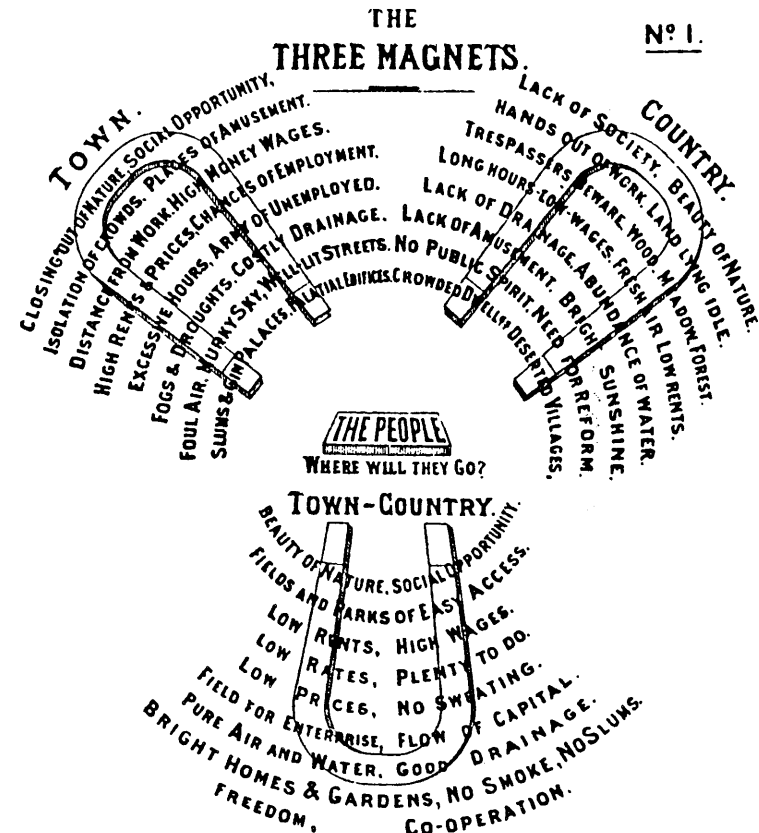 THE
THREE MAGNETS.
Nº 1.
TOWN.
CLOSING OUT OF NATURE. SOCIAL OPPORTUNITY.
ISOLATION OF CROWDS. PLACES OF AMUSEMENT.
DISTANCE FROM WORK. HIGH MONEY WAGES.
HIGH RENTS & PRICES. CHANCES OF EMPLOYMENT.
EXCESSIVE HOURS. ARMY OF UNEMPLOYED.
FOGS & DROUGHTS. COSTLY DRAINAGE.
FOUL AIR. MURKY SKY. WELL-LIT STREETS.
SLUMS & GIN PALACES. PALATIAL EDIFICES.
COUNTRY.
LACK OF SOCIETY. BEAUTY OF NATURE.
HANDS OUT OF WORK. LAND LYING IDLE.
TRESPASSERS BEWARE. WOOD, MEADOW, FOREST.
LONG HOURS-LOW-WAGES. FRESH AIR LOW RENTS.
LACK OF DRAINAGE. ABUNDANCE OF WATER.
LACK OF AMUSEMENT. BRIGHT SUNSHINE.
NO PUBLIC SPIRIT. NEED FOR REFORM.
CROWDED DWELLGS DESERTED VILLAGES.
THE PEOPLE
WHERE WILL THEY GO?
TOWN-COUNTRY.
BEAUTY OF NATURE. SOCIAL OPPORTUNITY.
FIELDS AND PARKS OF EASY ACCESS.
LOW RENTS, HIGH WAGES.
LOW RATES, PLENTY TO DO.
LOW PRICES, NO SWEATING.
FIELD FOR ENTERPRISE, FLOW OF CAPITAL.
PURE AIR AND WATER. GOOD DRAINAGE.
BRIGHT HOMES & GARDENS, NO SMOKE, NO SLUMS.
FREEDOM, CO-OPERATION.